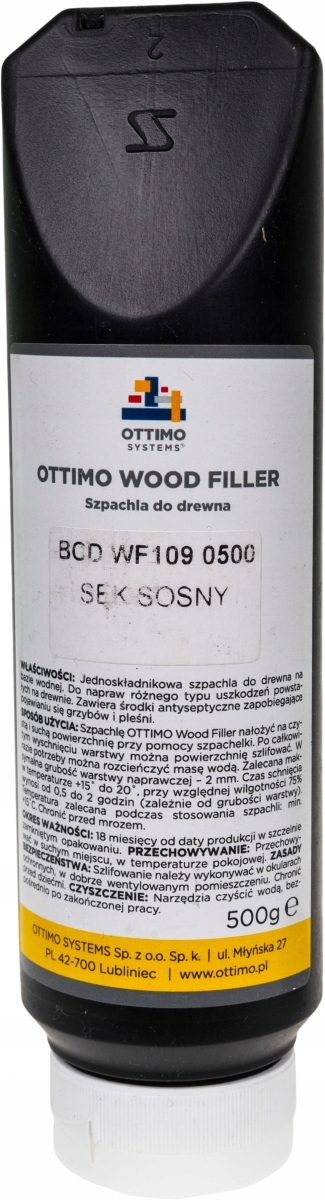 2
OTTIMO
SYSTEMS®
OTTIMO WOOD FILLER
Szpachla do drewna
BCD WF109 0500
SĘK SOSNY
WŁAŚCIWOŚCI: Jednoskładnikowa szpachla do drewna na
bazie wodnej. Do napraw różnego typu uszkodzeń powsta-
łych na drewnie. Zawiera środki antyseptyczne zapobiegające
pojawianiu się grzybów i pleśni.
SPOSÓB UŻYCIA: Szpachlę OTTIMO Wood Filler nałożyć na czy-
stą i suchą powierzchnię przy pomocy szpachelki. Po całkowi-
tym wyschnięciu warstwy można powierzchnię szlifować. W
razie potrzeby można rozcieńczyć masę wodą. Zalecana mak-
symalna grubość warstwy naprawczej – 2 mm. Czas schnięcia
w temperaturze +15° do 20°, przy względnej wilgotności 75%
wynosi od 0,5 do 2 godzin (zależnie od grubości warstwy).
Temperatura zalecana podczas stosowania szpachli: min.
°C. Chronić przed mrozem.
OKRES WAŻNOŚCI: 18 miesięcy od daty produkcji w szczelnie
zamkniętym opakowaniu. PRZECHOWYWANIE: Przechowy-
wać w suchym miejscu, w temperaturze pokojowej. ZASADY
BEZPIECZEŃSTWA: Szlifowanie należy wykonywać w okularach
ochronnych, w dobrze wentylowanym pomieszczeniu. Chronić
przed dziećmi. CZYSZCZENIE: Narzędzia czyścić wodą, bez-
pośrednio po zakończonej pracy.
500g ℮
OTTIMO SYSTEMS Sp. z o.o. Sp. k. | ul. Młyńska 27
PL 42-700 Lubliniec | www.ottimo.pl